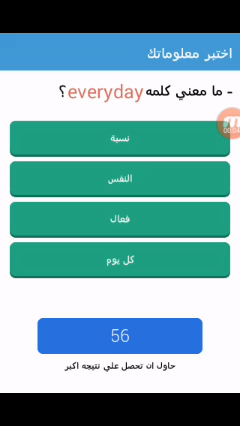 اختبر معلوماتك
- ما معني كلمه everyday ؟
نسبة
النفس
فعال
كل يوم
56
حاول ان تحصل علي نتيجه اكبر